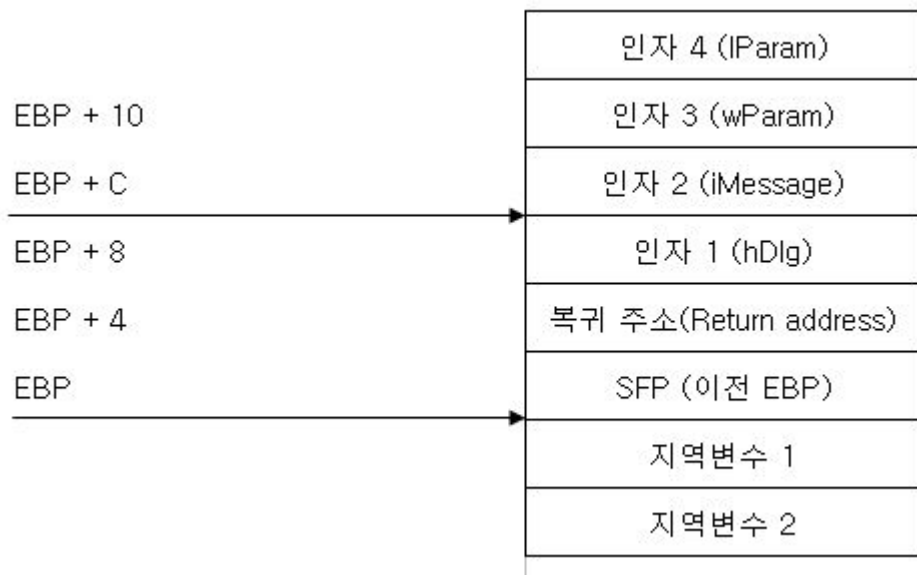 인자 4 (lParam)
EBP + 10
인자 3 (wParam)
EBP + C
인자 2 (iMessage)
EBP + 8
인자 1 (hDlg)
EBP + 4
복귀 주소(Return address)
EBP
SFP (이전 EBP)
지역변수 1
지역변수 2